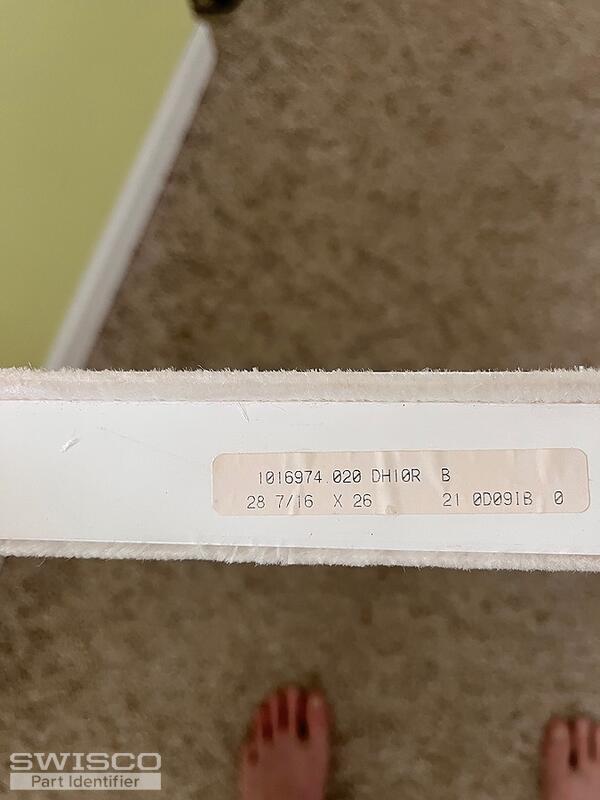 1016974.020 DH10R B
28 7/16 X 26 21 0D091B 0
SWISCO
Part Identifier